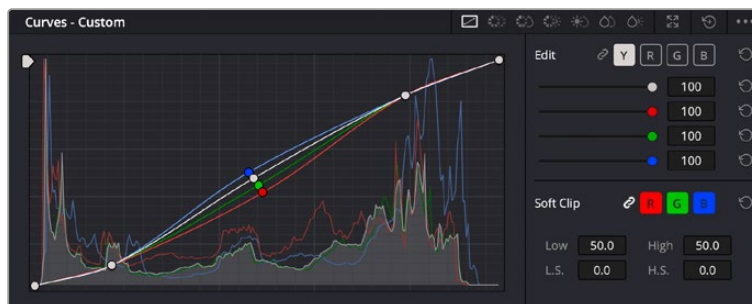 Curves - Custom
Edit Y R G B
100
100
100
100
Soft Clip R G B
Low 50.0 High 50.0
L.S. 0.0 H.S. 0.0